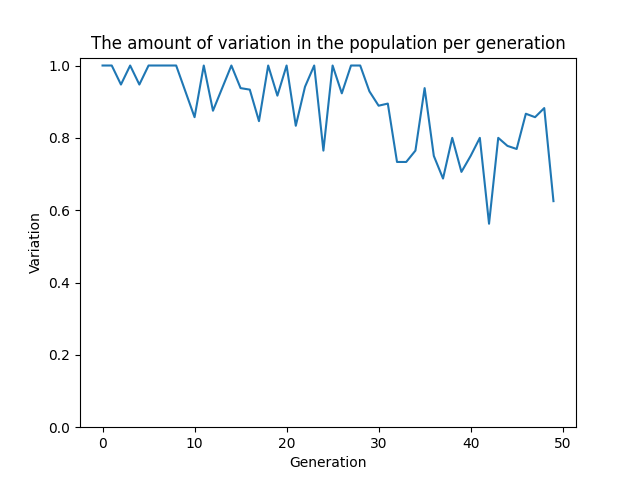 The amount of variation in the population per generation
1.0
0.8
0.6
0.4
0.2
0.0
Variation
0 10 20 30 40 50
Generation